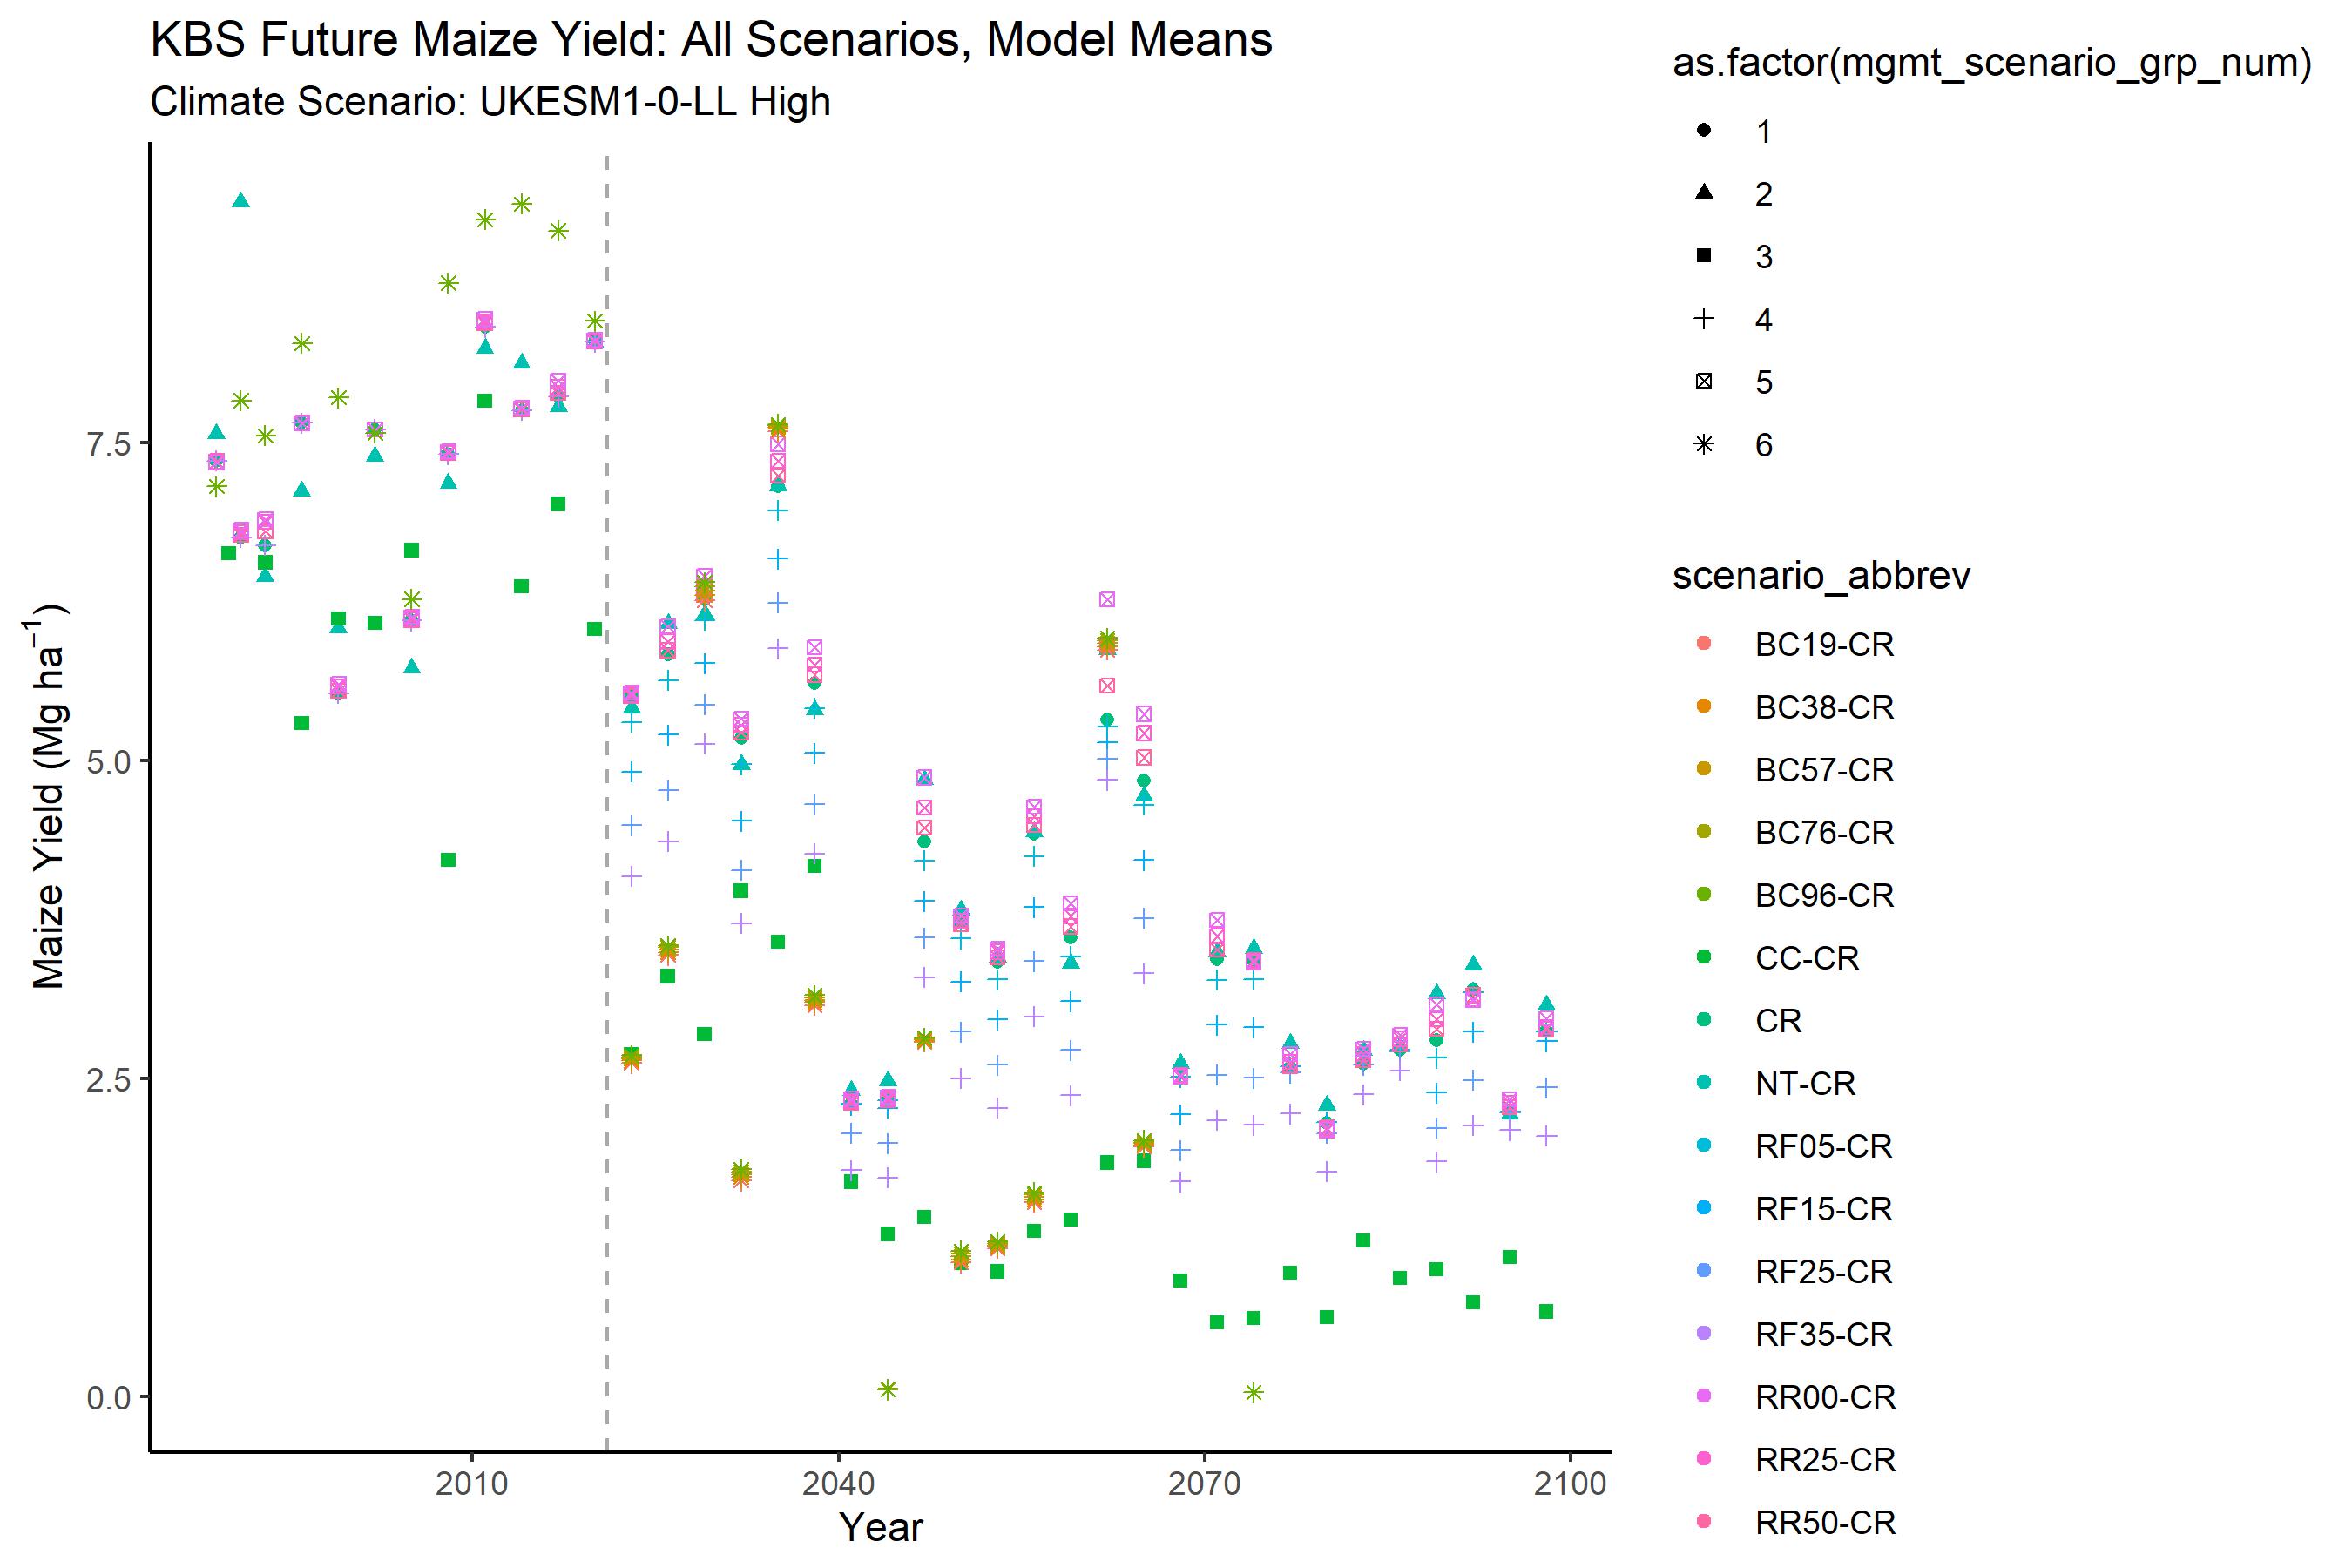 KBS Future Maize Yield: All Scenarios, Model Means
Climate Scenario: UKESM1-0-LL High
Maize Yield (Mg ha⁻¹)
7.5
5.0
2.5
0.0
2010
2040
2070
2100
Year
as.factor(mgmt_scenario_grp_num)
1
2
3
4
5
6
scenario_abbrev
BC19-CR
BC38-CR
BC57-CR
BC76-CR
BC96-CR
CC-CR
CR
NT-CR
RF05-CR
RF15-CR
RF25-CR
RF35-CR
RR00-CR
RR25-CR
RR50-CR